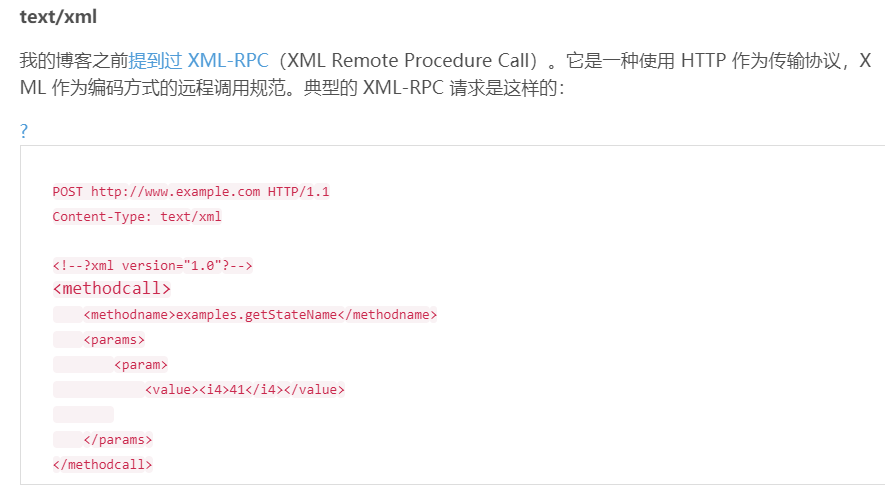 text/xml
我的博客之前提到过 XML-RPC（XML Remote Procedure Call）。它是一种使用 HTTP 作为传输协议，X
ML 作为编码方式的远程调用规范。典型的 XML-RPC 请求是这样的：
?
POST http://www.example.com HTTP/1.1
Content-Type: text/xml
<!--?xml version="1.0"?-->
<methodcall>
    <methodname>examples.getStateName</methodname>
    <params>
        <param>
            <value><i4>41</i4></value>
    </params>
</methodcall>